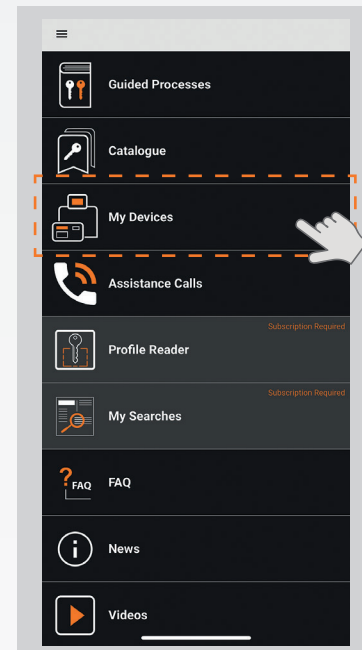 Guided Processes
Catalogue
My Devices
Assistance Calls
Subscription Required
Profile Reader
Subscription Required
My Searches
? FAQ
FAQ
News
Videos